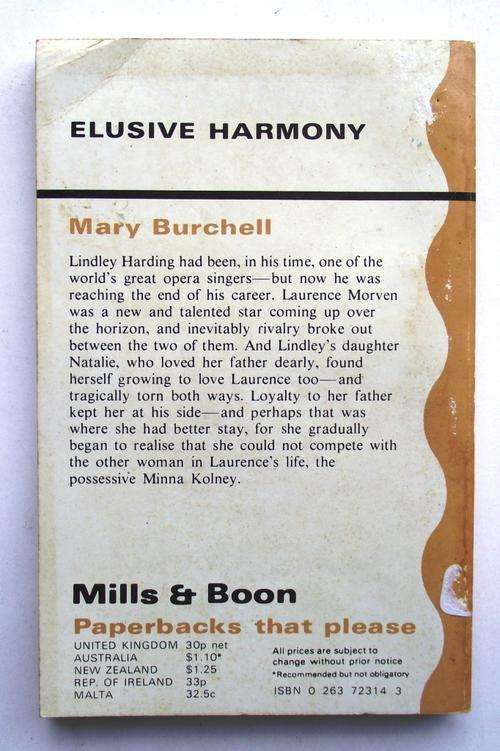 ELUSIVE HARMONY
Mary Burchell
Lindley Harding had been, in his time, one of the
world's great opera singers—but now he was
reaching the end of his career. Laurence Morven
was a new and talented star coming up over
the horizon, and inevitably rivalry broke out
between the two of them. And Lindley's daughter
Natalie, who loved her father dearly, found
herself growing to love Laurence too—and
tragically torn both ways. Loyalty to her father
kept her at his side—and perhaps that was
where she had better stay, for she gradually
began to realise that she could not compete with
the other woman in Laurence's life, the
possessive Minna Kolney.
Mills & Boon
Paperbacks that please
UNITED KINGDOM 30p net
AUSTRALIA $1.10*
NEW ZEALAND $1.25
REP. OF IRELAND 33p
MALTA 32.5c
All prices are subject to
change without prior notice
*Recommended but not obligatory
ISBN 0 263 72314 3